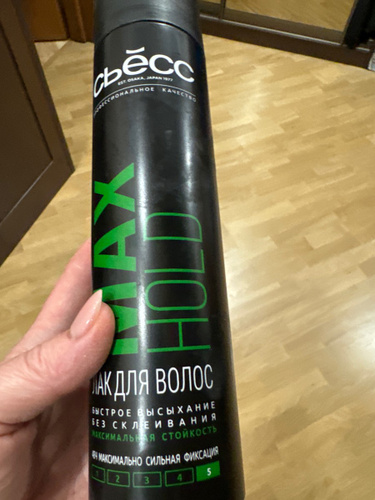 СЬĔСС
EST. OSAKA, JAPAN 1977
ПРОФЕССИОНАЛЬНОЕ КАЧЕСТВО
MAX
HOLD
ЛАК ДЛЯ ВОЛОС
БЫСТРОЕ ВЫСЫХАНИЕ
БЕЗ СКЛЕИВАНИЯ
МАКСИМАЛЬНАЯ СТОЙКОСТЬ
48Ч МАКСИМАЛЬНО СИЛЬНАЯ ФИКСАЦИЯ
1 2 3 4 5